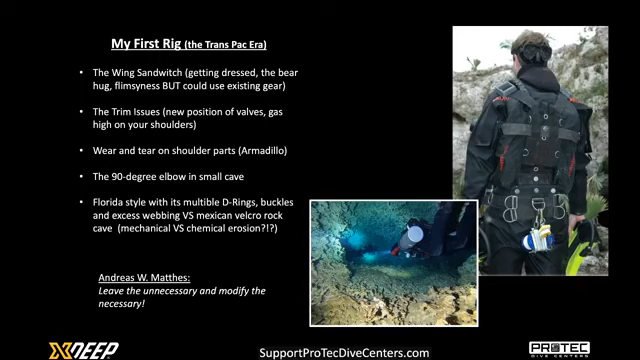 My First Rig (the Trans Pac Era)
• The Wing Sandwitch (getting dressed, the bear
hug, flimsyness BUT could use existing gear)
• The Trim Issues (new position of valves, gas
high on your shoulders)
• Wear and tear on shoulder parts (Armadillo)
• The 90-degree elbow in small cave
• Florida style with its multible D-Rings, buckles
and excess webbing VS mexican velcro rock
cave (mechanical VS chemical erosion?!?)
Andreas W. Matthes:
Leave the unnecessary and modify the
necessary!
XDEEP
SupportProTecDiveCenters.com
PROTEC
DIVE CENTERS